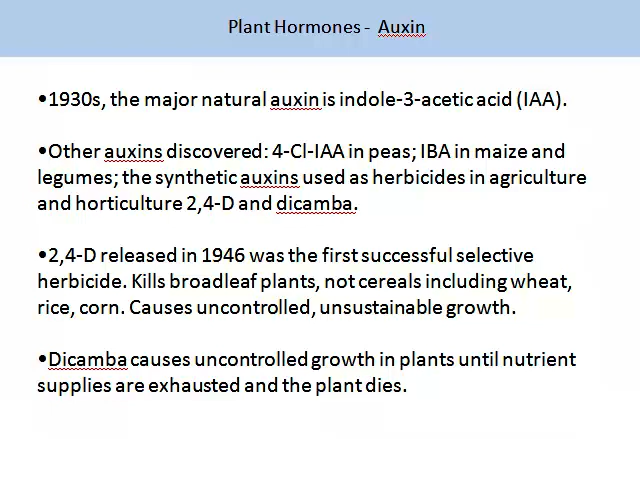 Plant Hormones - Auxin
•1930s, the major natural auxin is indole-3-acetic acid (IAA).
•Other auxins discovered: 4-Cl-IAA in peas; IBA in maize and
legumes; the synthetic auxins used as herbicides in agriculture
and horticulture 2,4-D and dicamba.
•2,4-D released in 1946 was the first successful selective
herbicide. Kills broadleaf plants, not cereals including wheat,
rice, corn. Causes uncontrolled, unsustainable growth.
•Dicamba causes uncontrolled growth in plants until nutrient
supplies are exhausted and the plant dies.